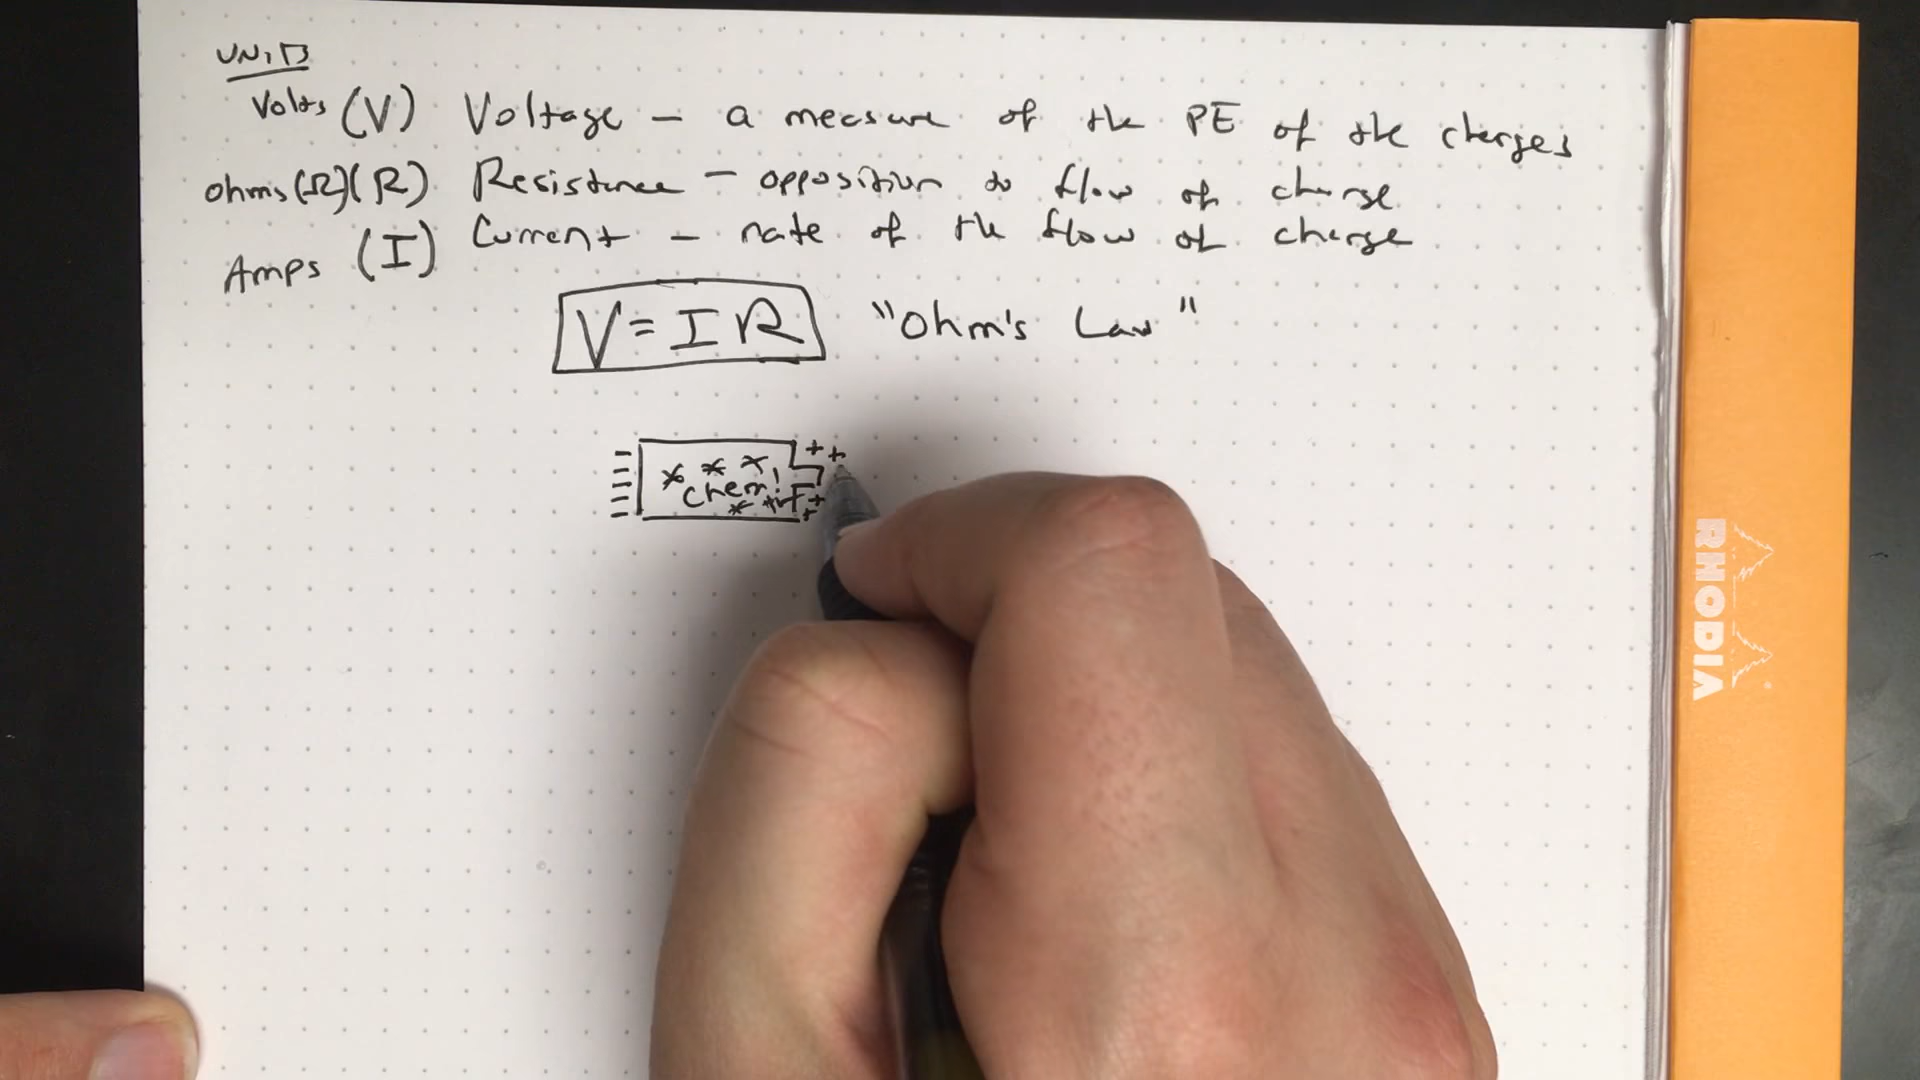 UNITS
Volts (V) Voltage – a measure of the PE of the charges
Ohms (Ω) (R) Resistance – opposition to flow of charge
Amps (I) Current – rate of the flow of charge
V = IR "Ohm's Law"
Chem!
RHODIA